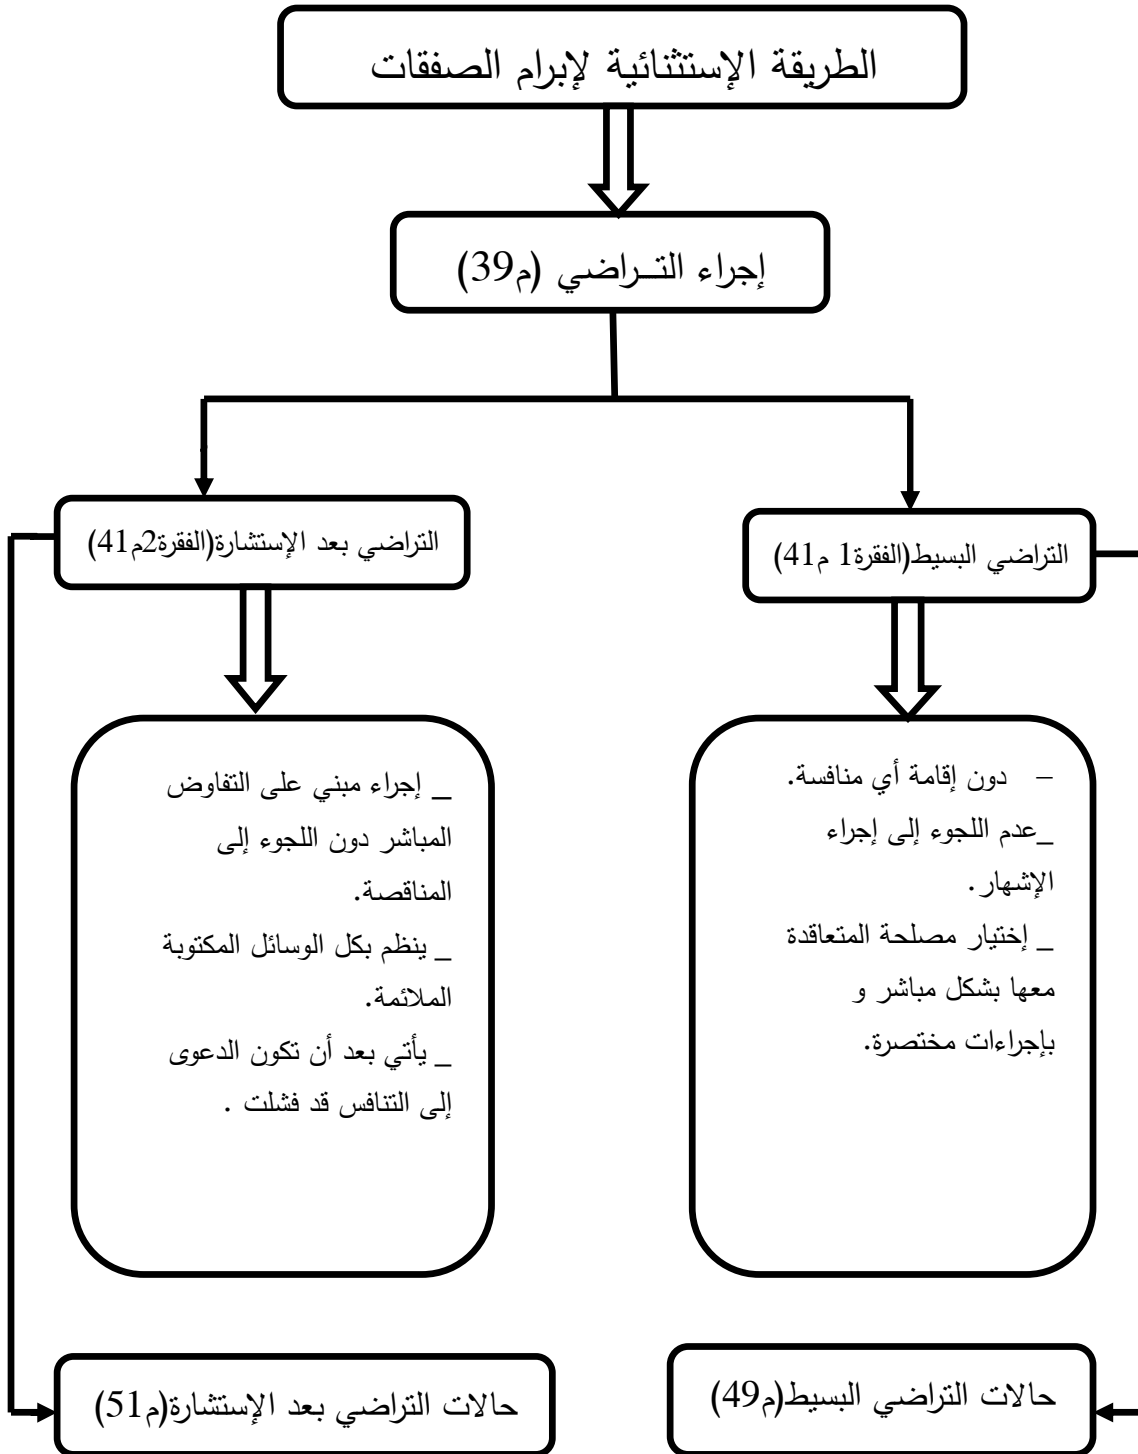 الطريقة الإستثنائية لإبرام الصفقات
إجراء التــراضي (م39)
التراضي البسيط(الفقرة1 م41)
التراضي بعد الإستشارة(الفقرة2م41)
– دون إقامة أي منافسة.
_عدم اللجوء إلى إجراء
الإشهار.
_ إختيار مصلحة المتعاقدة
معها بشكل مباشر و
بإجراءات مختصرة.
_ إجراء مبني على التفاوض
المباشر دون اللجوء إلى
المناقصة.
_ ينظم بكل الوسائل المكتوبة
الملائمة.
_ يأتي بعد أن تكون الدعوى
إلى التنافس قد فشلت .
حالات التراضي البسيط(م49)
حالات التراضي بعد الإستشارة(م51)